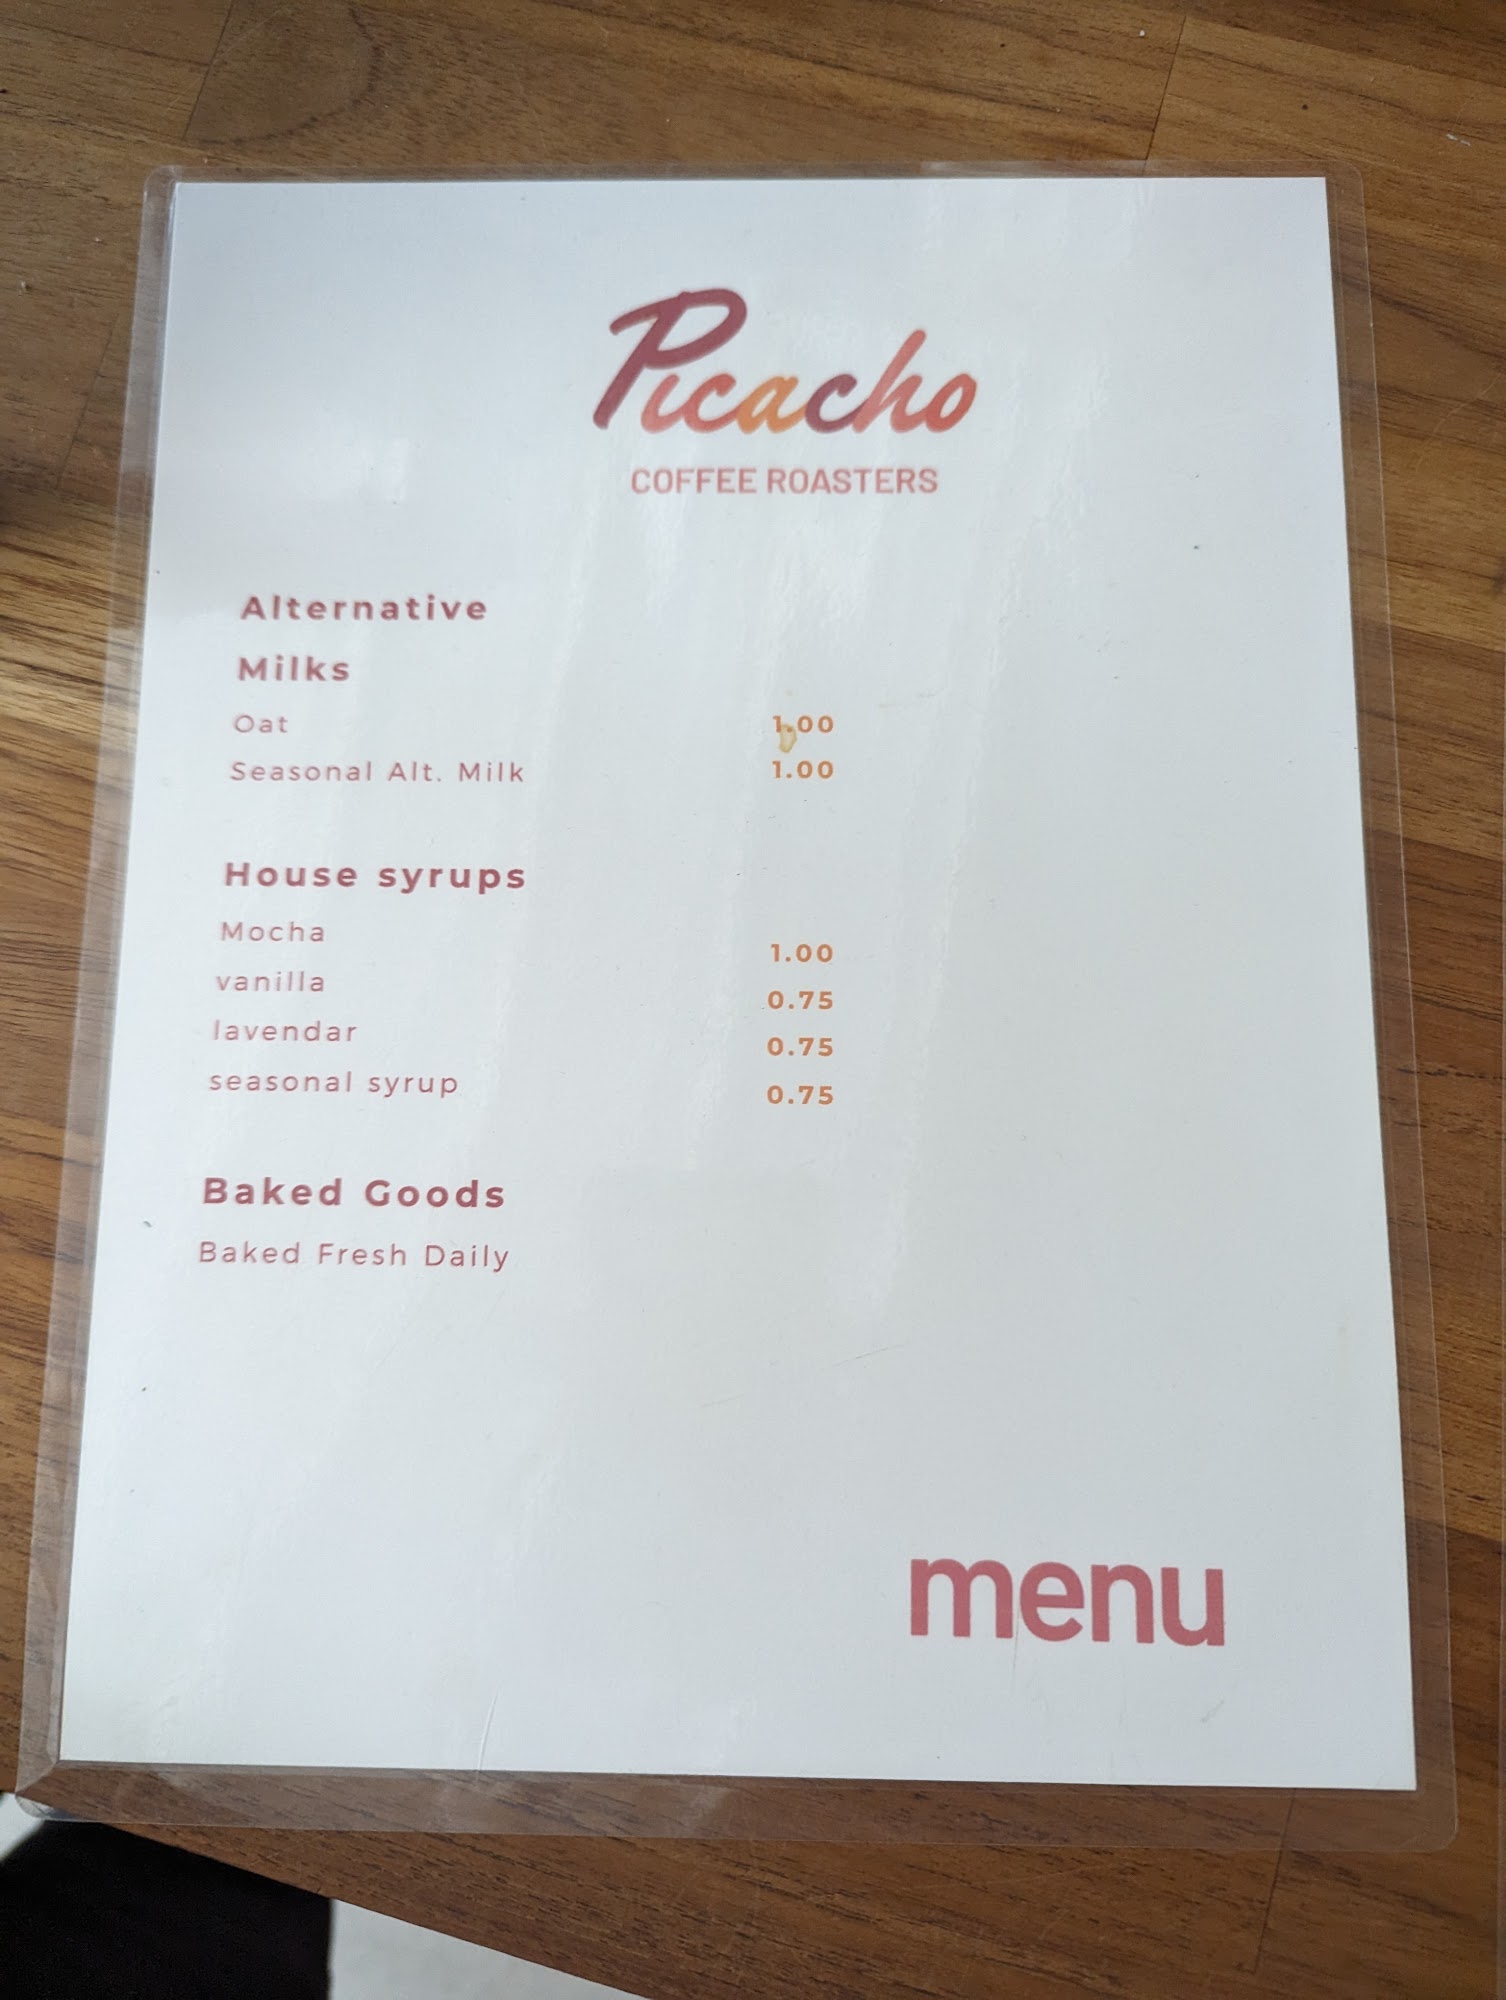 Picacho
COFFEE ROASTERS
Alternative
Milks
Oat 1.00
Seasonal Alt. Milk 1.00
House syrups
Mocha 1.00
vanilla 0.75
lavendar 0.75
seasonal syrup 0.75
Baked Goods
Baked Fresh Daily
menu